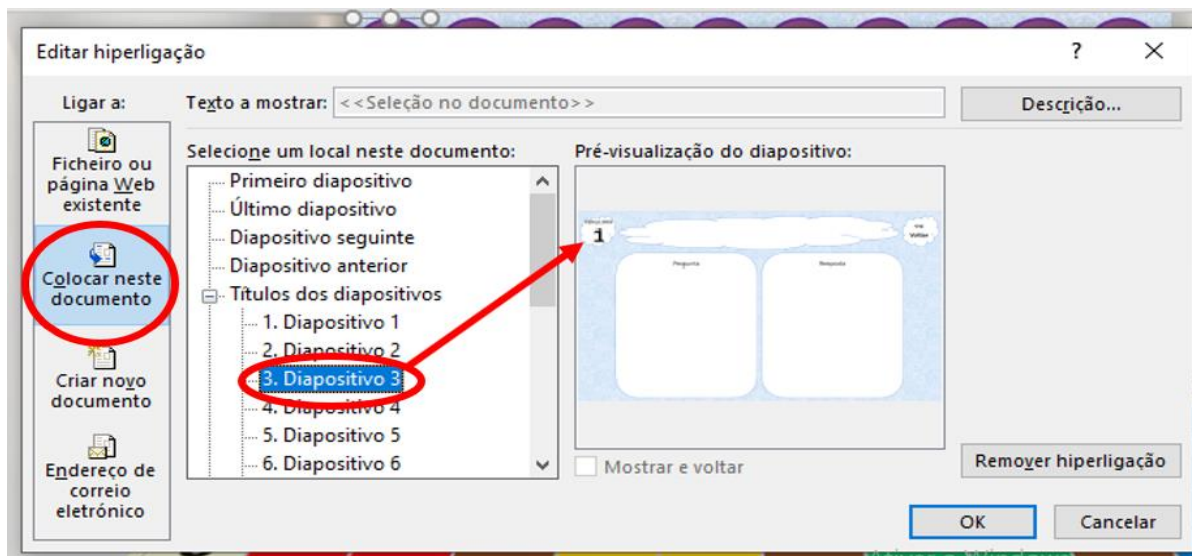 Editar hiperligação
?
Ligar a:
Texto a mostrar:
<<Seleção no documento>>
Descrição...
Ficheiro ou
página Web
existente
Colocar neste
documento
Criar novo
documento
Endereço de
correio
eletrónico
Selecione um local neste documento:
Primeiro diapositivo
Último diapositivo
Diapositivo seguinte
Diapositivo anterior
Títulos dos diapositivos
1. Diapositivo 1
2. Diapositivo 2
3. Diapositivo 3
4. Diapositivo 4
5. Diapositivo 5
6. Diapositivo 6
Pré-visualização do diapositivo:
1
Voltar
Pergunta
Resposta
Mostrar e voltar
Remover hiperligação
OK
Cancelar